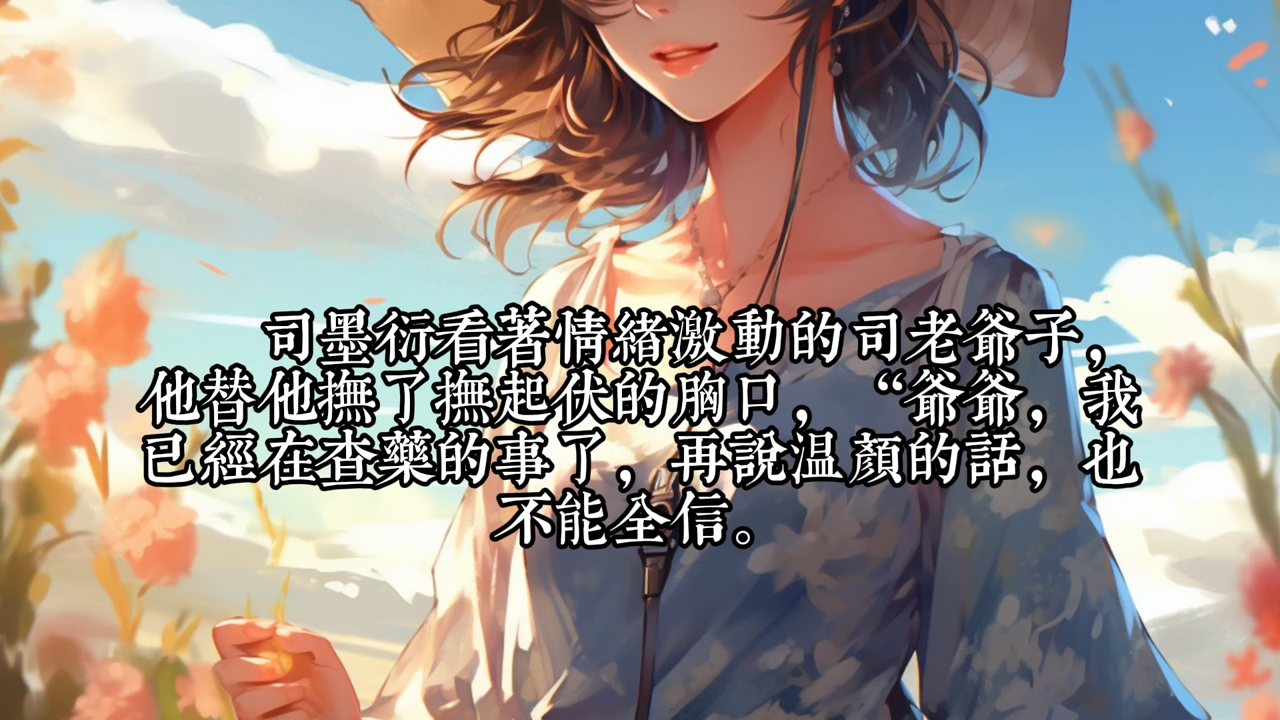 司墨衍看著情緒激動的司老爺子，
他替他撫了撫起伏的胸口，“爺爺，我
已經在查藥的事了，再說温顏的話，也
不能全信。